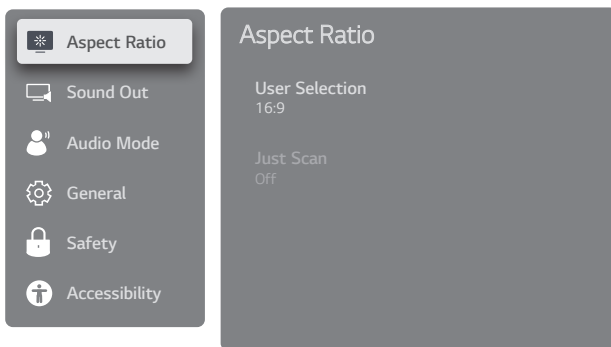 Aspect Ratio
Sound Out
Audio Mode
General
Safety
Accessibility
Aspect Ratio
User Selection
16:9
Just Scan
Off